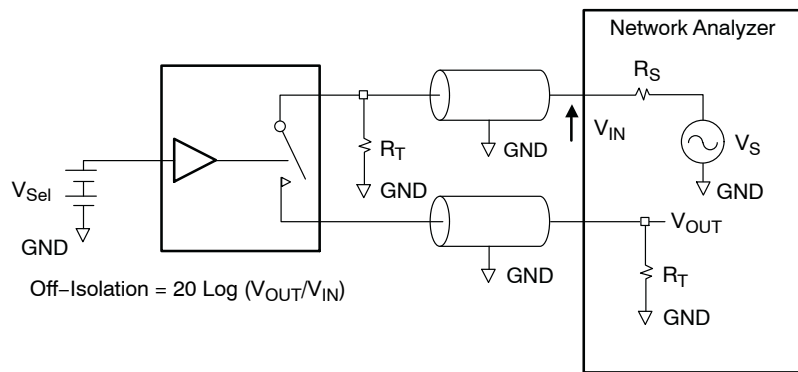 Network Analyzer
R_S
V_IN
V_S
GND
GND
R_T
GND
GND
V_Sel
GND
V_OUT
GND
R_T
GND
Off−Isolation = 20 Log (V_OUT/V_IN)